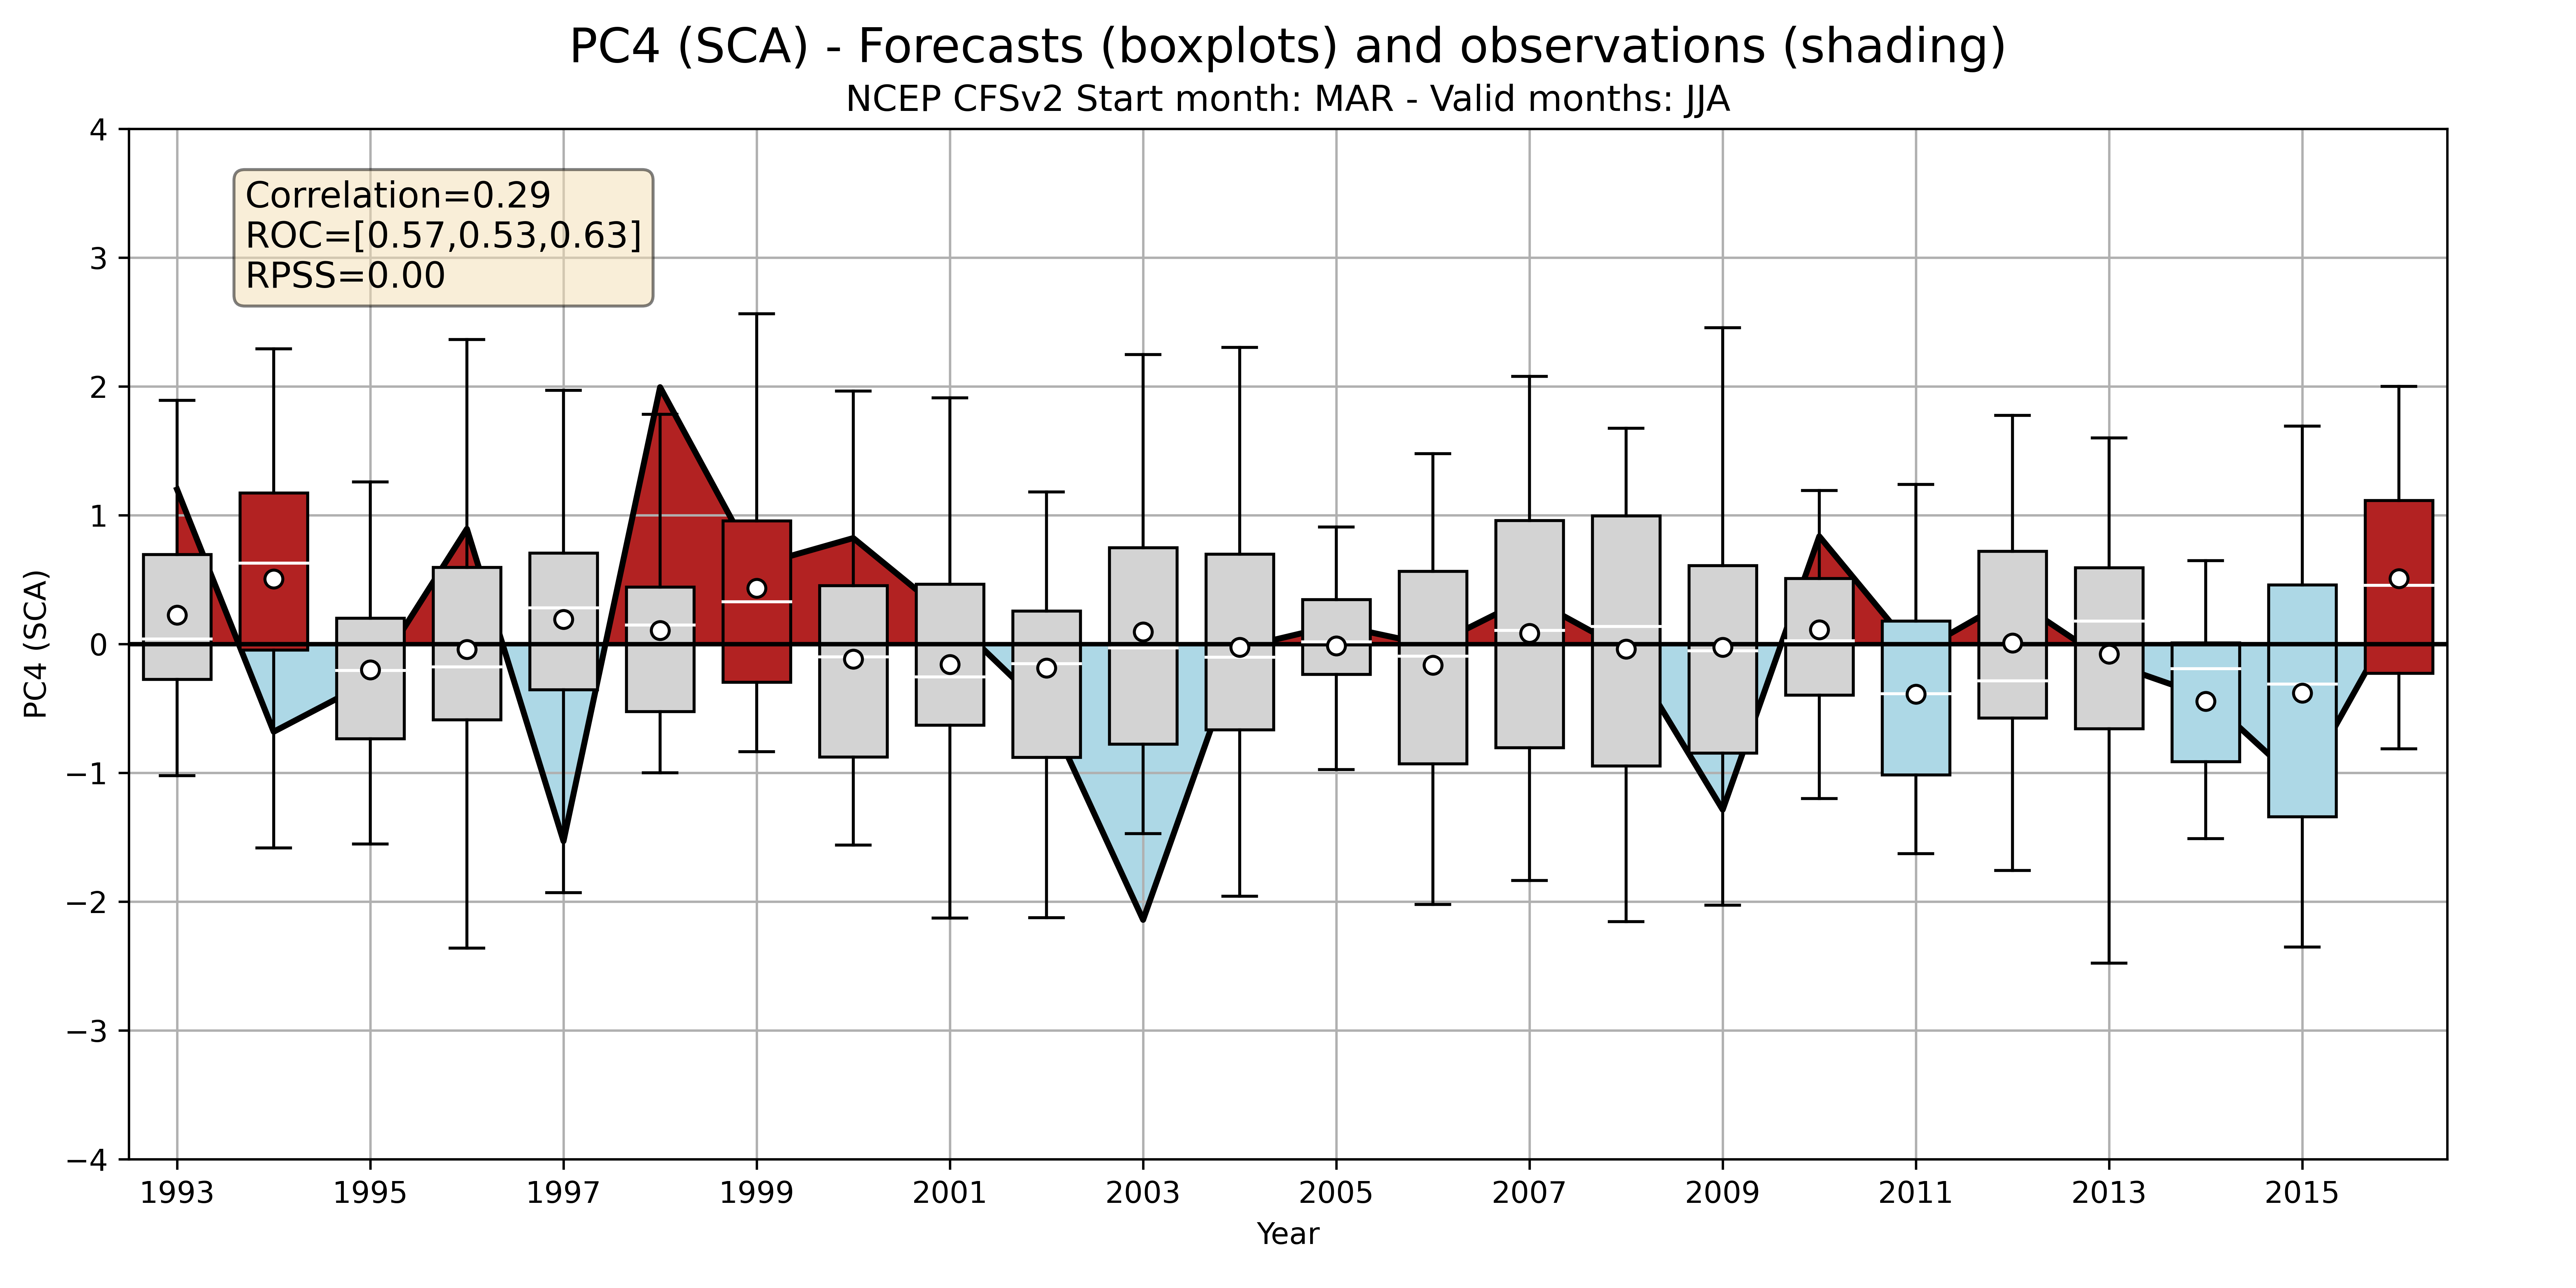 PC4 (SCA) - Forecasts (boxplots) and observations (shading)
NCEP CFSv2 Start month: MAR - Valid months: JJA
Correlation=0.29
ROC=[0.57,0.53,0.63]
RPSS=0.00
PC4 (SCA)
4
3
2
1
0
−1
−2
−3
−4
1993 1995 1997 1999 2001 2003 2005 2007 2009 2011 2013 2015
Year